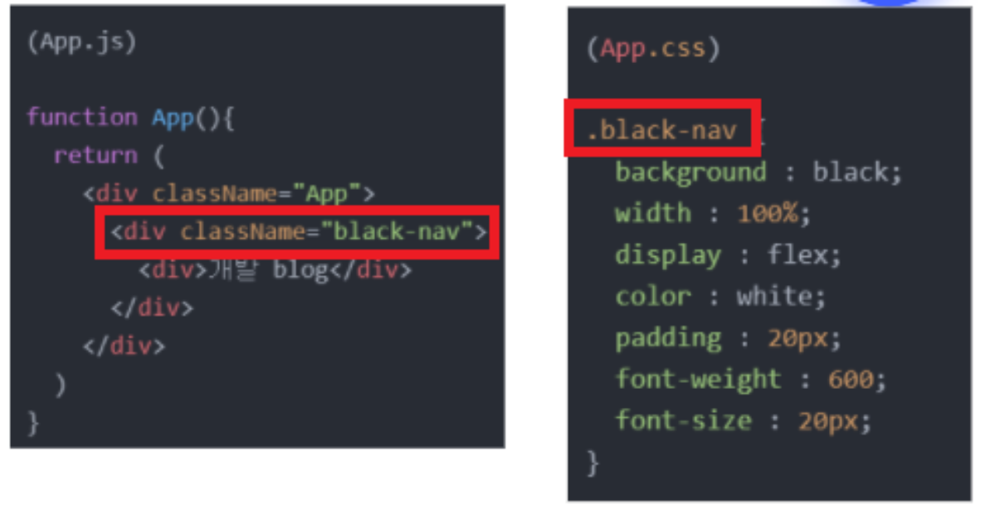 (App.js)
function App(){
return (
<div className="App">
<div className="black-nav">
<div>개발 blog</div>
</div>
</div>
)
}
(App.css)
.black-nav {
background : black;
width : 100%;
display : flex;
color : white;
padding : 20px;
font-weight : 600;
font-size : 20px;
}